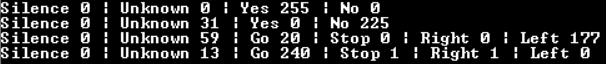 Silence 0 | Unknown 0 | Yes 255 | No 0
Silence 0 | Unknown 31 | Yes 0 | No 225
Silence 0 | Unknown 59 | Go 20 | Stop 0 | Right 0 | Left 177
Silence 0 | Unknown 13 | Go 240 | Stop 1 | Right 1 | Left 0